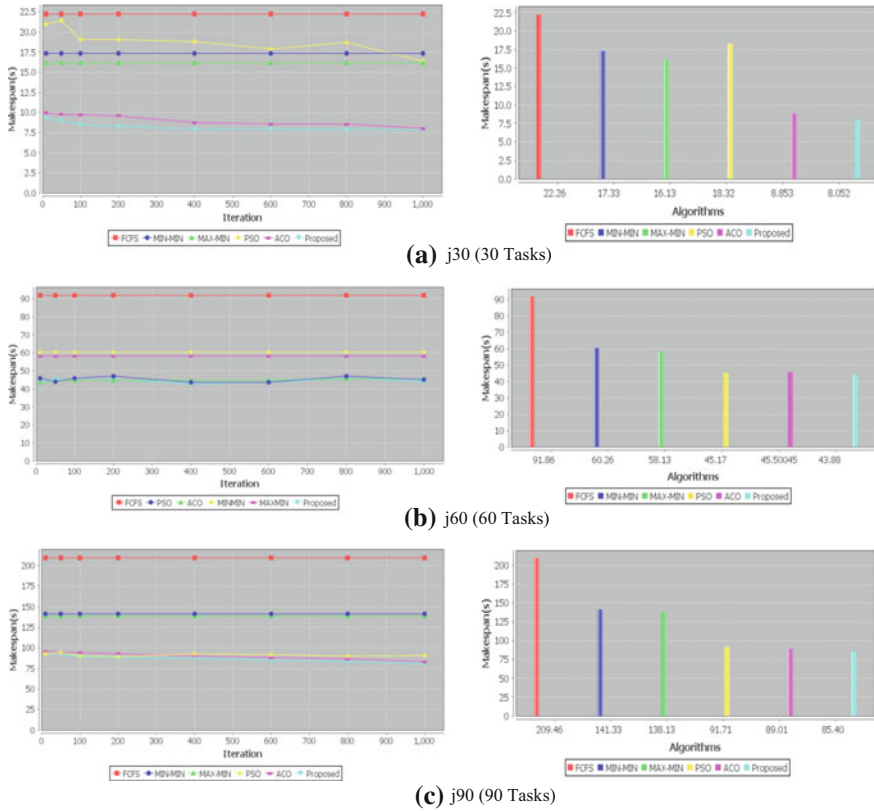 22.5
20.0
17.5
15.0
12.5
10.0
7.5
5.0
2.5
0.0
Makespan(s)
0 100 200 300 400 500 600 700 800 900 1,000
Iteration
FCFS MIN-MIN MAX-MIN PSO ACO Proposed
22.5
20.0
17.5
15.0
12.5
10.0
7.5
5.0
2.5
0.0
Makespan(s)
22.26 17.33 16.13 18.32 8.853 8.052
Algorithms
FCFS MIN-MIN MAX-MIN PSO ACO Proposed
(a) j30 (30 Tasks)
90
80
70
60
50
40
30
20
10
0
Makespan(s)
0 100 200 300 400 500 600 700 800 900 1,000
Iteration
FCFS PSO ACO MINMIN MAXMIN Proposed
90
80
70
60
50
40
30
20
10
0
Makespan(s)
91.96 60.26 58.13 45.17 45.50045 43.88
Algorithms
FCFS MIN-MIN MAX-MIN PSO ACO Proposed
(b) j60 (60 Tasks)
200
175
150
125
100
75
50
25
0
Makespan(s)
0 100 200 300 400 500 600 700 800 900 1,000
Iteration
FCFS MIN-MIN MAX-MIN PSO ACO Proposed
200
175
150
125
100
75
50
25
0
Makespan(s)
209.46 141.33 138.13 91.71 89.01 85.40
Algorithms
FCFS MIN-MIN MAX-MIN PSO ACO Proposed
(c) j90 (90 Tasks)